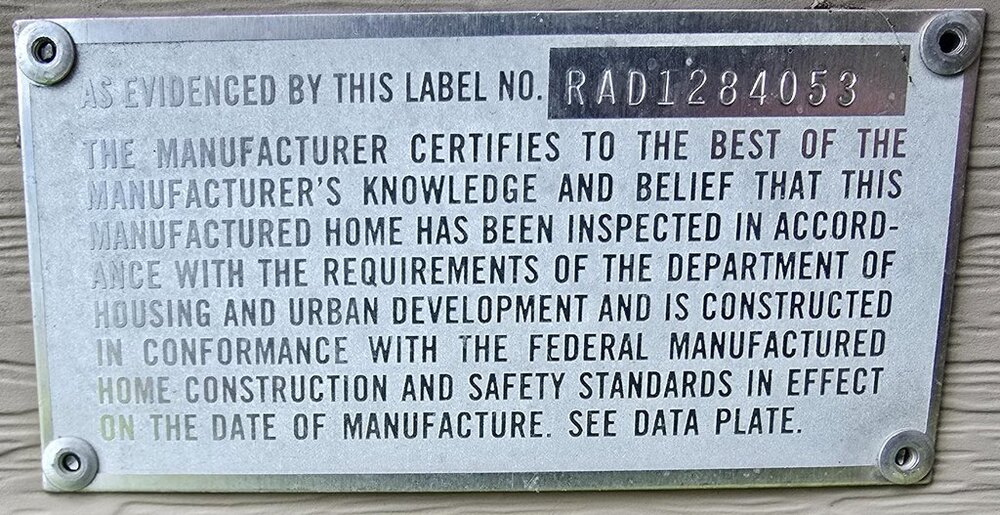 AS EVIDENCED BY THIS LABEL NO. RAD1284053
THE MANUFACTURER CERTIFIES TO THE BEST OF THE
MANUFACTURER'S KNOWLEDGE AND BELIEF THAT THIS
MANUFACTURED HOME HAS BEEN INSPECTED IN ACCORD-
ANCE WITH THE REQUIREMENTS OF THE DEPARTMENT OF
HOUSING AND URBAN DEVELOPMENT AND IS CONSTRUCTED
IN CONFORMANCE WITH THE FEDERAL MANUFACTURED
HOME CONSTRUCTION AND SAFETY STANDARDS IN EFFECT
ON THE DATE OF MANUFACTURE. SEE DATA PLATE.